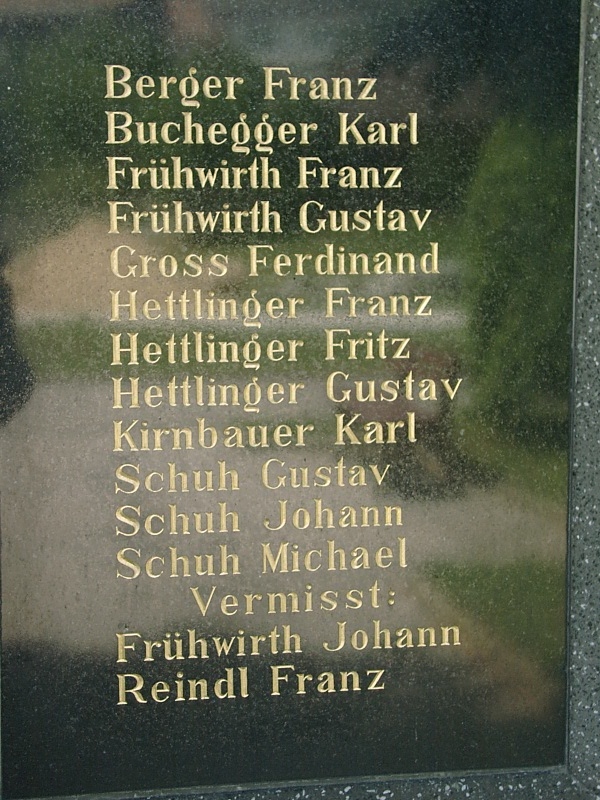 Berger Franz
Buchegger Karl
Frühwirth Franz
Frühwirth Gustav
Gross Ferdinand
Hettlinger Franz
Hettlinger Fritz
Hettlinger Gustav
Kirnbauer Karl
Schuh Gustav
Schuh Johann
Schuh Michael
Vermisst:
Frühwirth Johann
Reindl Franz